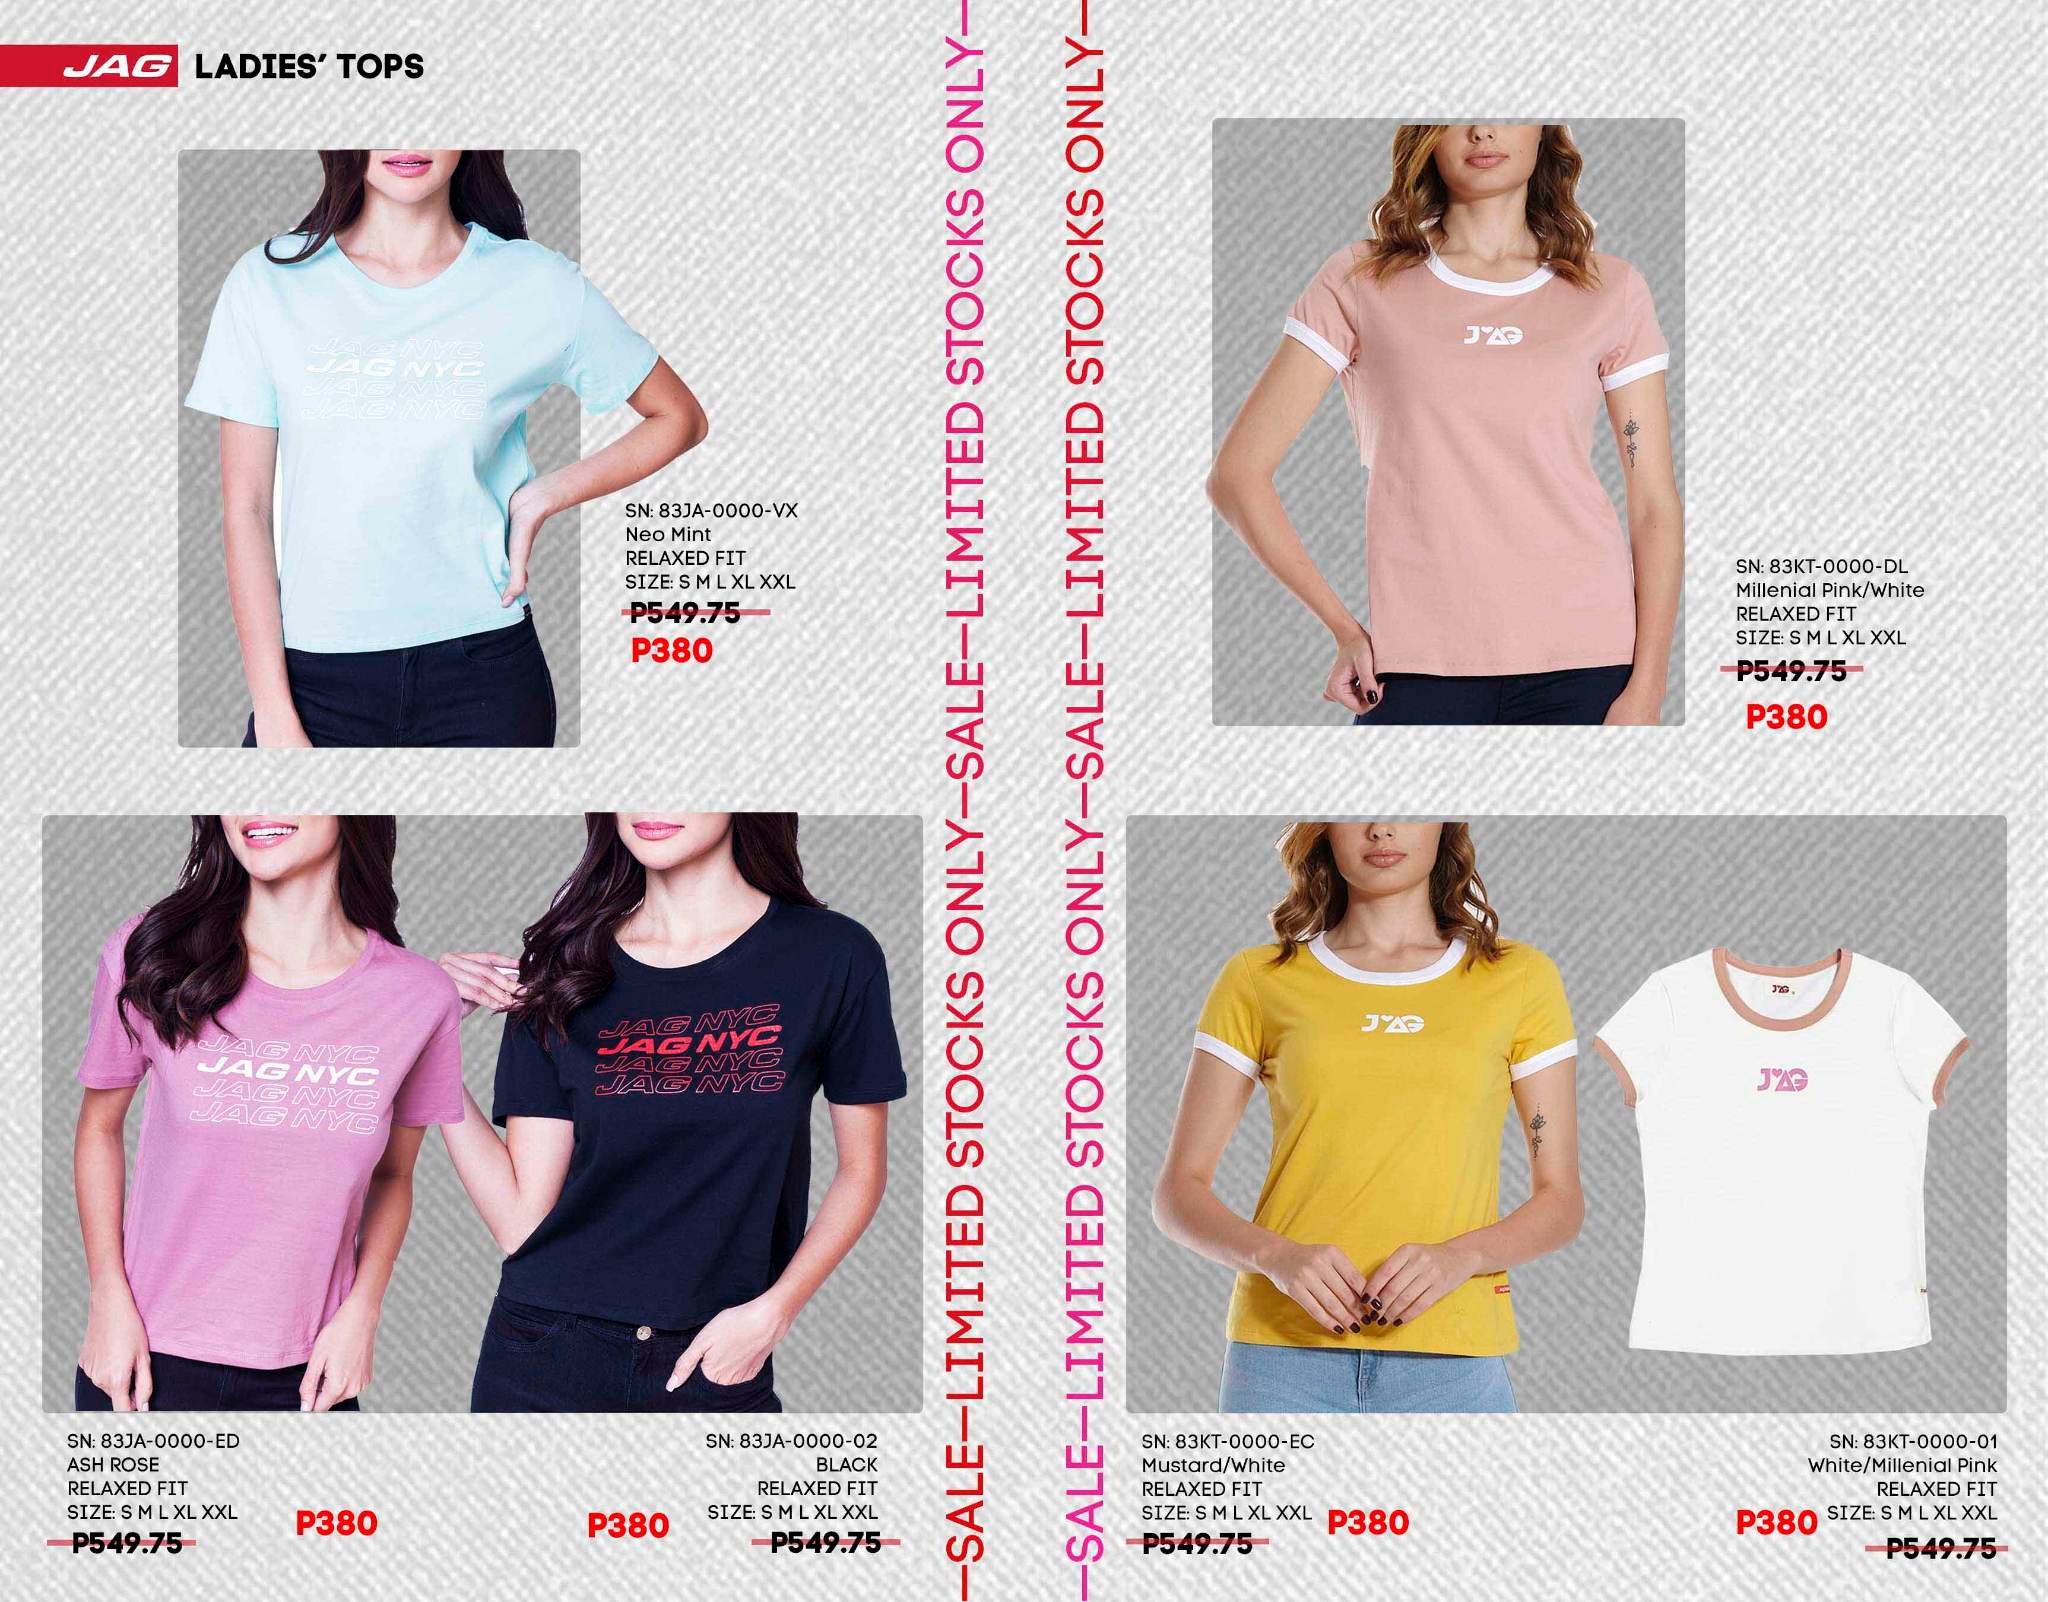 JAG LADIES' TOPS
JAG NYC
JAG NYC
JAG NYC
JAG NYC
SN: 83JA-0000-VX
Neo Mint
RELAXED FIT
SIZE: S M L XL XXL
P549.75
P380
JAG NYC
JAG NYC
JAG NYC
JAG NYC
JAG NYC
JAG NYC
JAG NYC
JAG NYC
SN: 83JA-0000-ED
ASH ROSE
RELAXED FIT
SIZE: S M L XL XXL
P549.75
P380
SN: 83JA-0000-02
BLACK
RELAXED FIT
SIZE: S M L XL XXL
P549.75
P380
—SALE—LIMITED STOCKS ONLY—SALE—LIMITED STOCKS ONLY—
—SALE—LIMITED STOCKS ONLY—SALE—LIMITED STOCKS ONLY—
JAG
SN: 83KT-0000-DL
Millenial Pink/White
RELAXED FIT
SIZE: S M L XL XXL
P549.75
P380
JAG
JAG
JAG
SN: 83KT-0000-EC
Mustard/White
RELAXED FIT
SIZE: S M L XL XXL
P549.75
P380
SN: 83KT-0000-01
White/Millenial Pink
RELAXED FIT
SIZE: S M L XL XXL
P549.75
P380